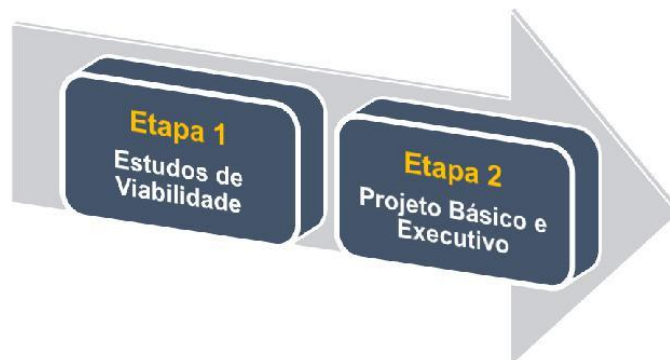 Etapa 1
Estudos de
Viabilidade
Etapa 2
Projeto Básico e
Executivo